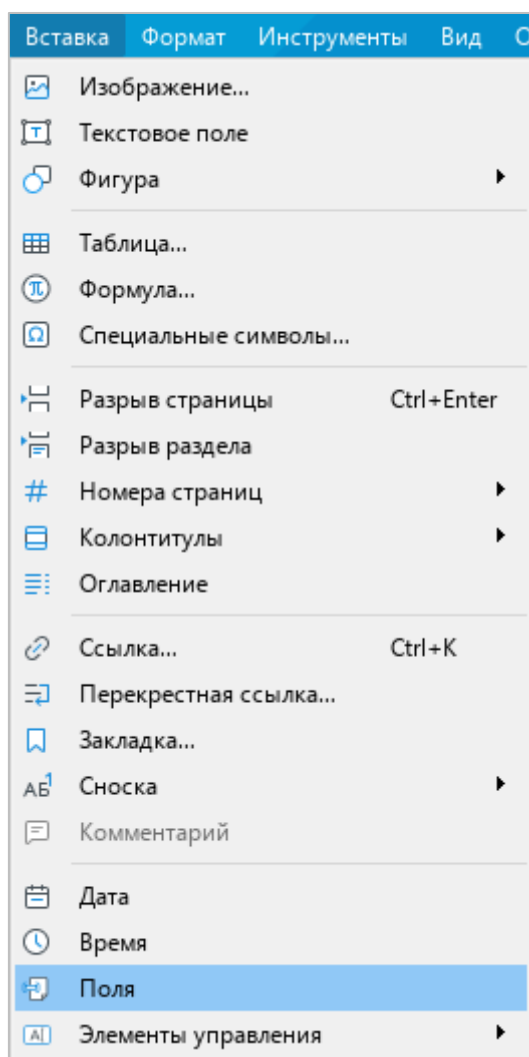 Вставка Формат Инструменты Вид
Изображение...
Текстовое поле
Фигура
Таблица...
Формула...
Специальные символы...
Разрыв страницы Ctrl+Enter
Разрыв раздела
Номера страниц
Колонтитулы
Оглавление
Ссылка... Ctrl+K
Перекрестная ссылка...
Закладка...
Сноска
Комментарий
Дата
Время
Поля
Элементы управления